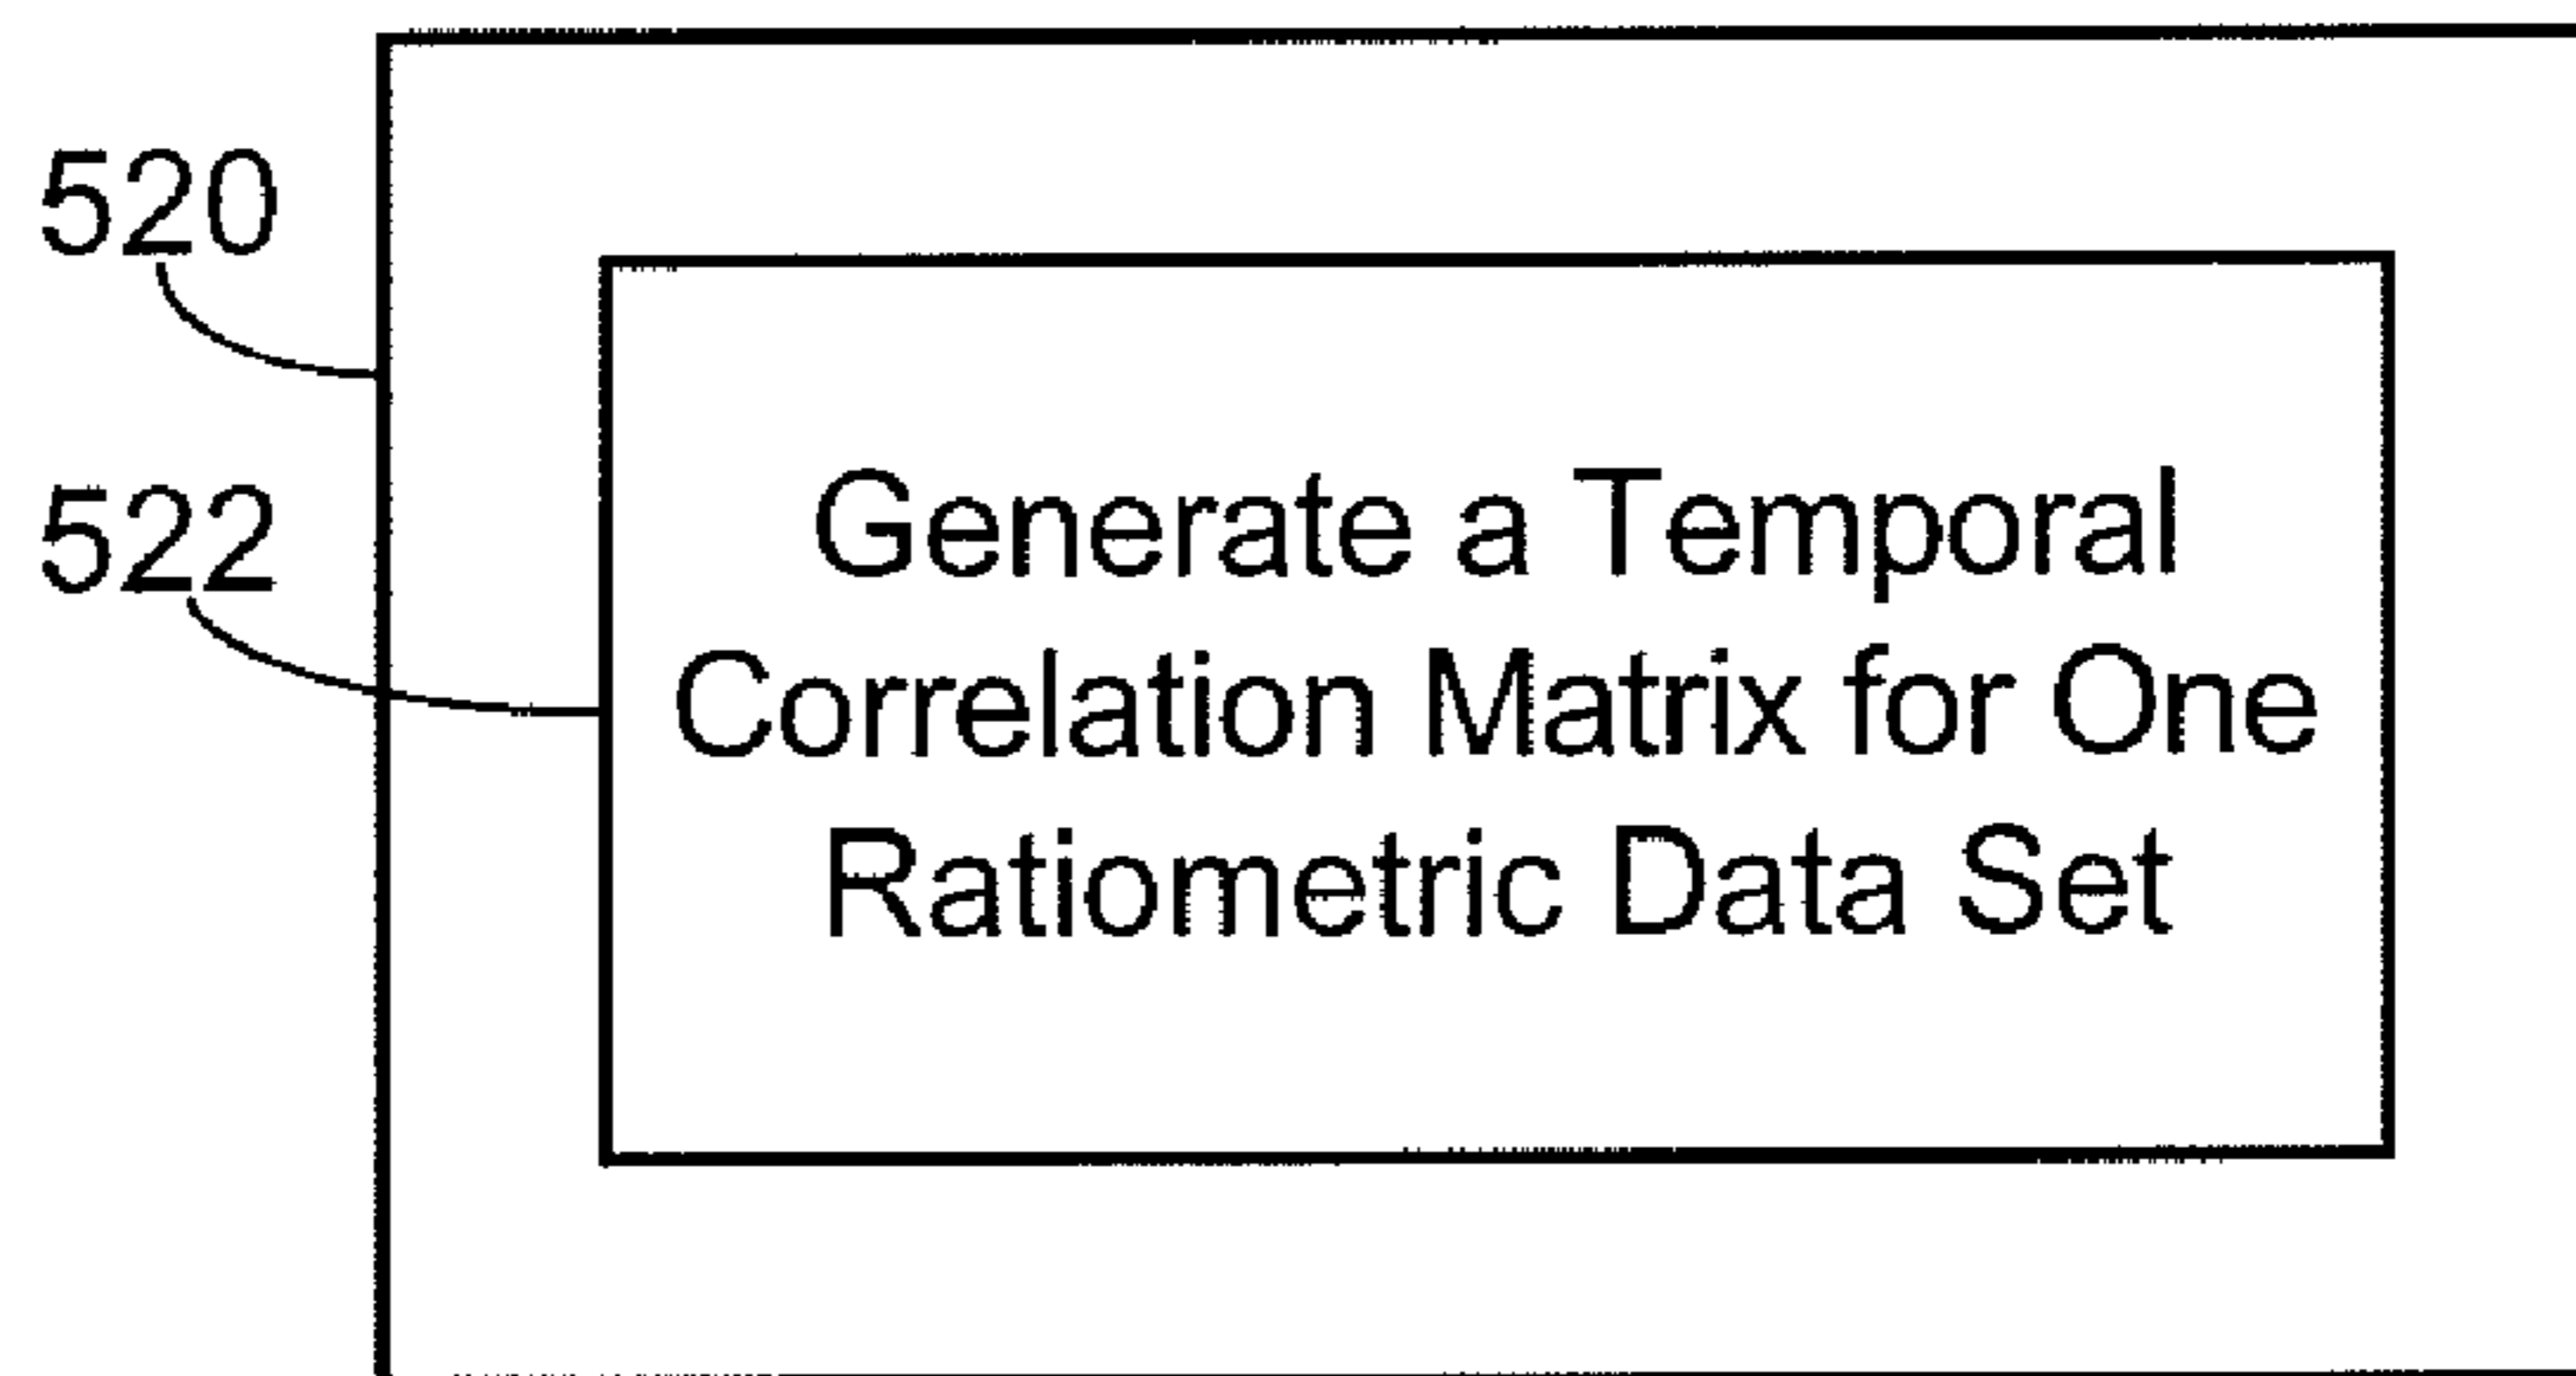 520
522
Generate a Temporal
Correlation Matrix for One
Ratiometric Data Set